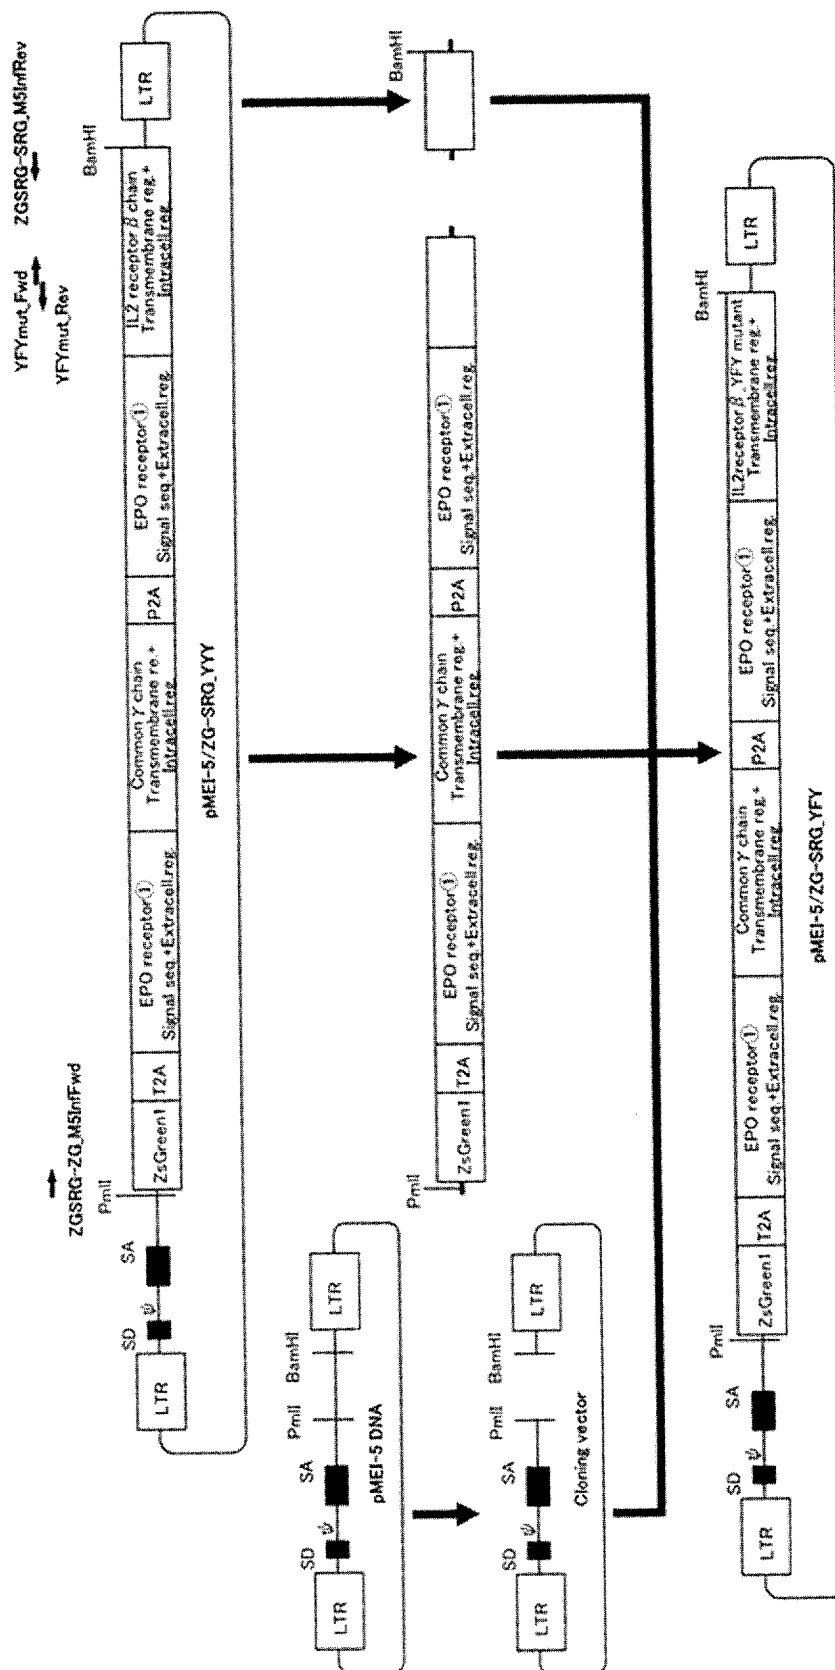 ZGSRG-ZG_M5InfFwd
YFYmut_Fwd
YFYmut_Rev
ZGSRG-SRG_M5InfRev
LTR
SD
ψ
SA
PmlI
ZsGreen1
T2A
EPO receptor①
Signal seq.+Extracell.reg.
Common γ chain
Transmembrane re.+
Intracell.reg.
P2A
EPO receptor①
Signal seq.+Extracell.reg.
IL2 receptor β chain
Transmembrane reg.+
Intracell.reg.
BamHI
LTR
pMEI-5/ZG-SRG_YYY
LTR
SD
ψ
SA
PmlI
BamHI
LTR
pMEI-5 DNA
PmlI
ZsGreen1
T2A
EPO receptor①
Signal seq.+Extracell.reg.
Common γ chain
Transmembrane reg.+
Intracell.reg.
P2A
EPO receptor①
Signal seq.+Extracell.reg.
BamHI
LTR
SD
ψ
SA
PmlI
BamHI
LTR
Cloning vector
LTR
SD
ψ
SA
PmlI
ZsGreen1
T2A
EPO receptor①
Signal seq.+Extracell.reg.
Common γ chain
Transmembrane reg.+
Intracell.reg.
P2A
EPO receptor①
Signal seq.+Extracell.reg.
IL2receptor β_YFY mutant
Transmembrane reg.+
Intracell.reg.
BamHI
LTR
pMEI-5/ZG-SRG_YFY